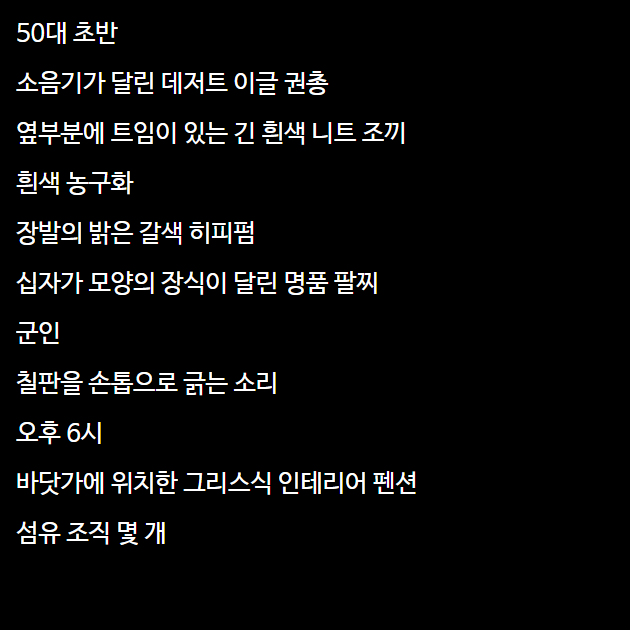 50대 초반
소음기가 달린 데저트 이글 권총
옆부분에 트임이 있는 긴 흰색 니트 조끼
흰색 농구화
장발의 밝은 갈색 히피펌
십자가 모양의 장식이 달린 명품 팔찌
군인
칠판을 손톱으로 긁는 소리
오후 6시
바닷가에 위치한 그리스식 인테리어 펜션
섬유 조직 몇 개